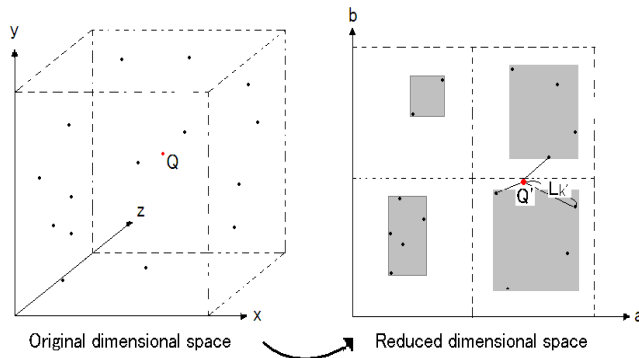 y
b
Q
z
Q'
Lk'
x
a
Original dimensional space
Reduced dimensional space